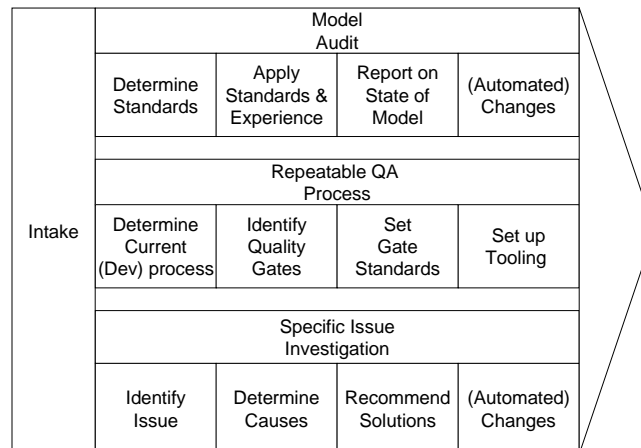 Intake
Model
Audit
Determine
Standards
Apply
Standards &
Experience
Report on
State of
Model
(Automated)
Changes
Repeatable QA
Process
Determine
Current
(Dev) process
Identify
Quality
Gates
Set
Gate
Standards
Set up
Tooling
Specific Issue
Investigation
Identify
Issue
Determine
Causes
Recommend
Solutions
(Automated)
Changes